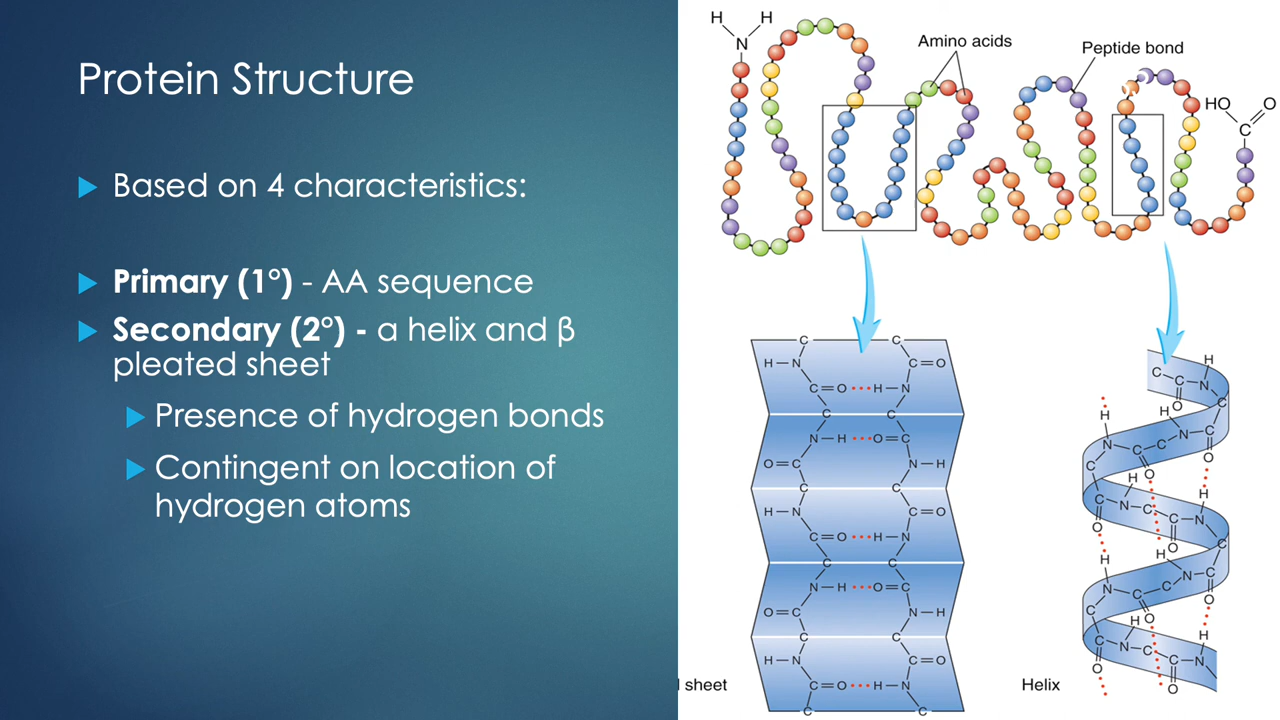 Protein Structure
Based on 4 characteristics:
Primary (1°) - AA sequence
Secondary (2°) - a helix and β
pleated sheet
Presence of hydrogen bonds
Contingent on location of
hydrogen atoms
H H
N
Amino acids
Peptide bond
HO O
C
C C
H N C O
C O H N
C C
N H O C
O C N H
C C
H N C O
C O H N
C C
N H O C
O C N H
C C
H N C O
C O H N
C C
sheet
Helix